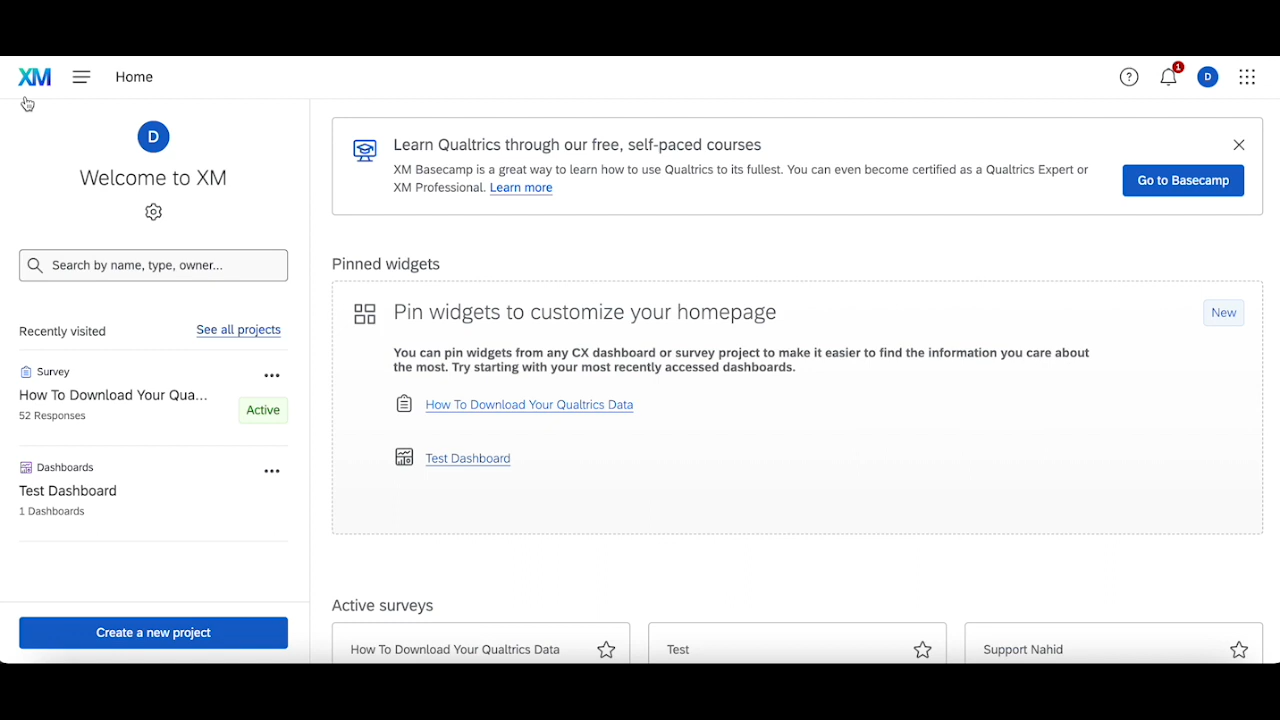 XM
Home
1
D
D
Welcome to XM
Search by name, type, owner...
Recently visited
See all projects
Survey
How To Download Your Qua...
52 Responses
Active
Dashboards
Test Dashboard
1 Dashboards
Create a new project
Learn Qualtrics through our free, self-paced courses
XM Basecamp is a great way to learn how to use Qualtrics to its fullest. You can even become certified as a Qualtrics Expert or
XM Professional. Learn more
Go to Basecamp
Pinned widgets
Pin widgets to customize your homepage
New
You can pin widgets from any CX dashboard or survey project to make it easier to find the information you care about
the most. Try starting with your most recently accessed dashboards.
How To Download Your Qualtrics Data
Test Dashboard
Active surveys
How To Download Your Qualtrics Data
Test
Support Nahid